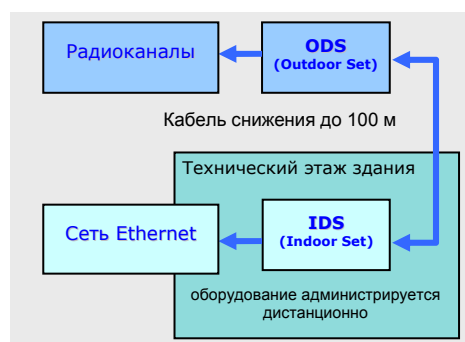 Радиоканалы
ODS
(Outdoor Set)
Кабель снижения до 100 м
Технический этаж здания
Сеть Ethernet
IDS
(Indoor Set)
оборудование администрируется
дистанционно